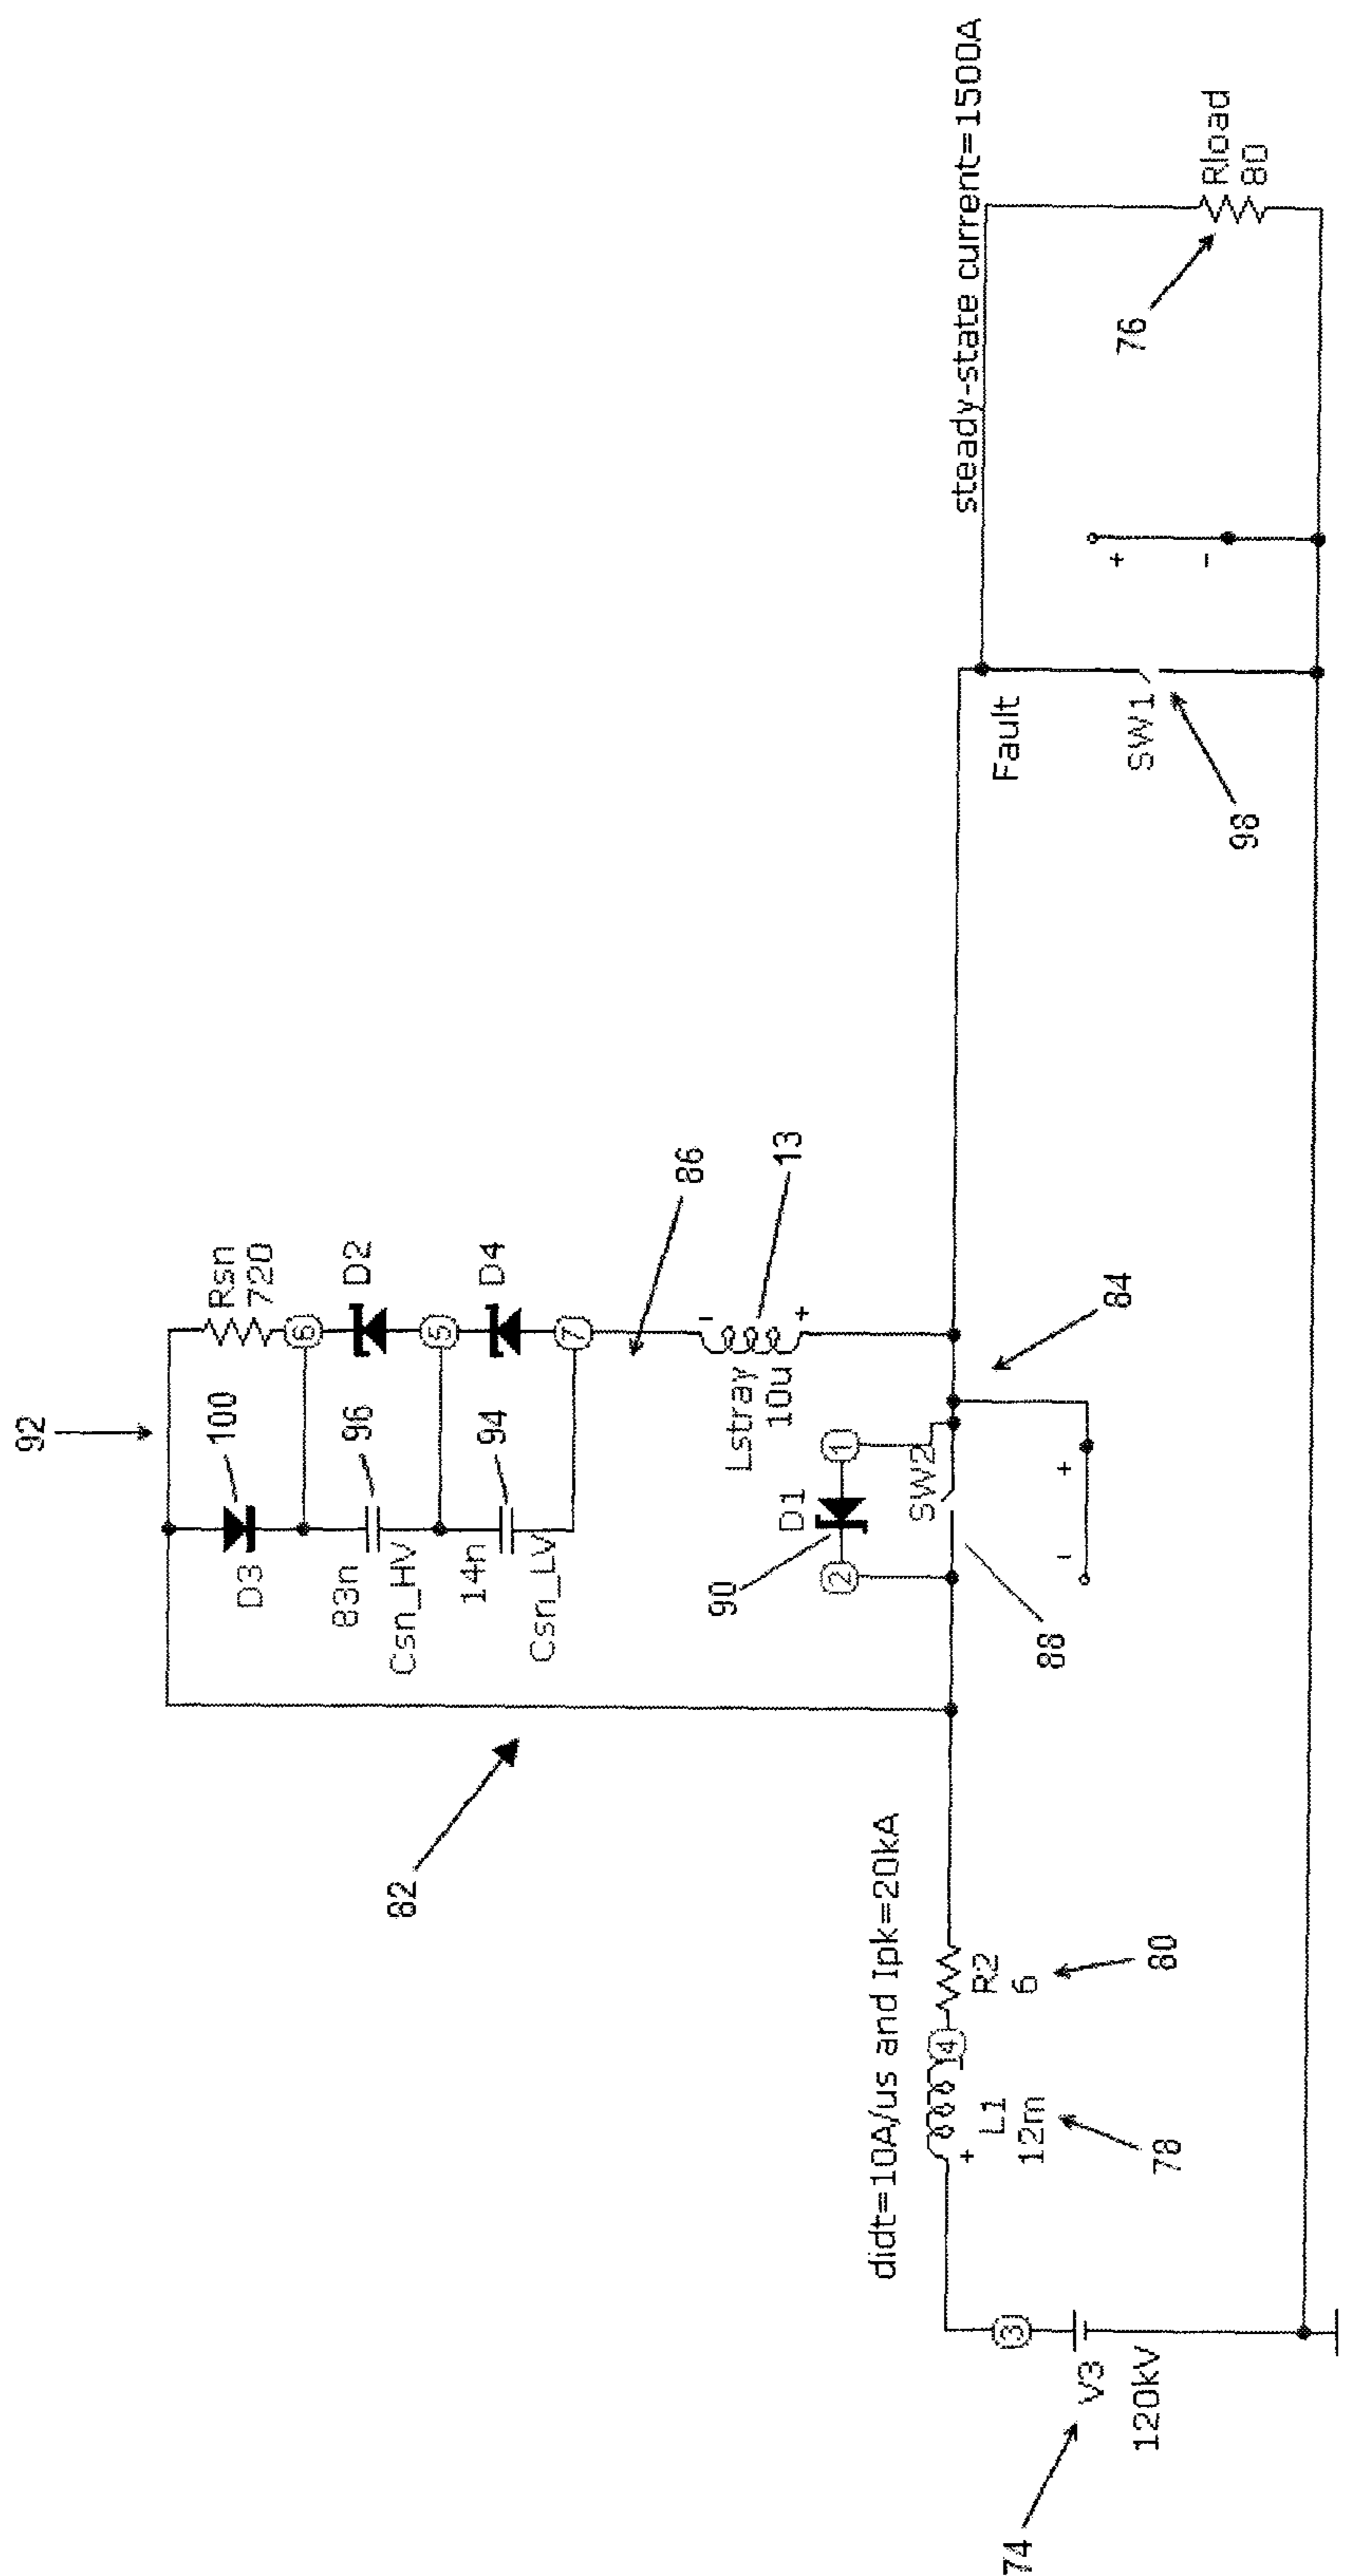 92
Rsn
720
100
D3
6
D2
96
83n
Csn_HV
5
D4
94
14n
Csn_LV
7
86
13
Lstray
10u
-
+
82
84
D1
1
2
90
SW2
88
+
-
didt=10A/us and Ipk=20kA
+
L1
12m
78
4
R2
6
80
3
V3
120kV
74
steady-state current=1500A
Fault
SW1
98
+
-
Rload
80
76